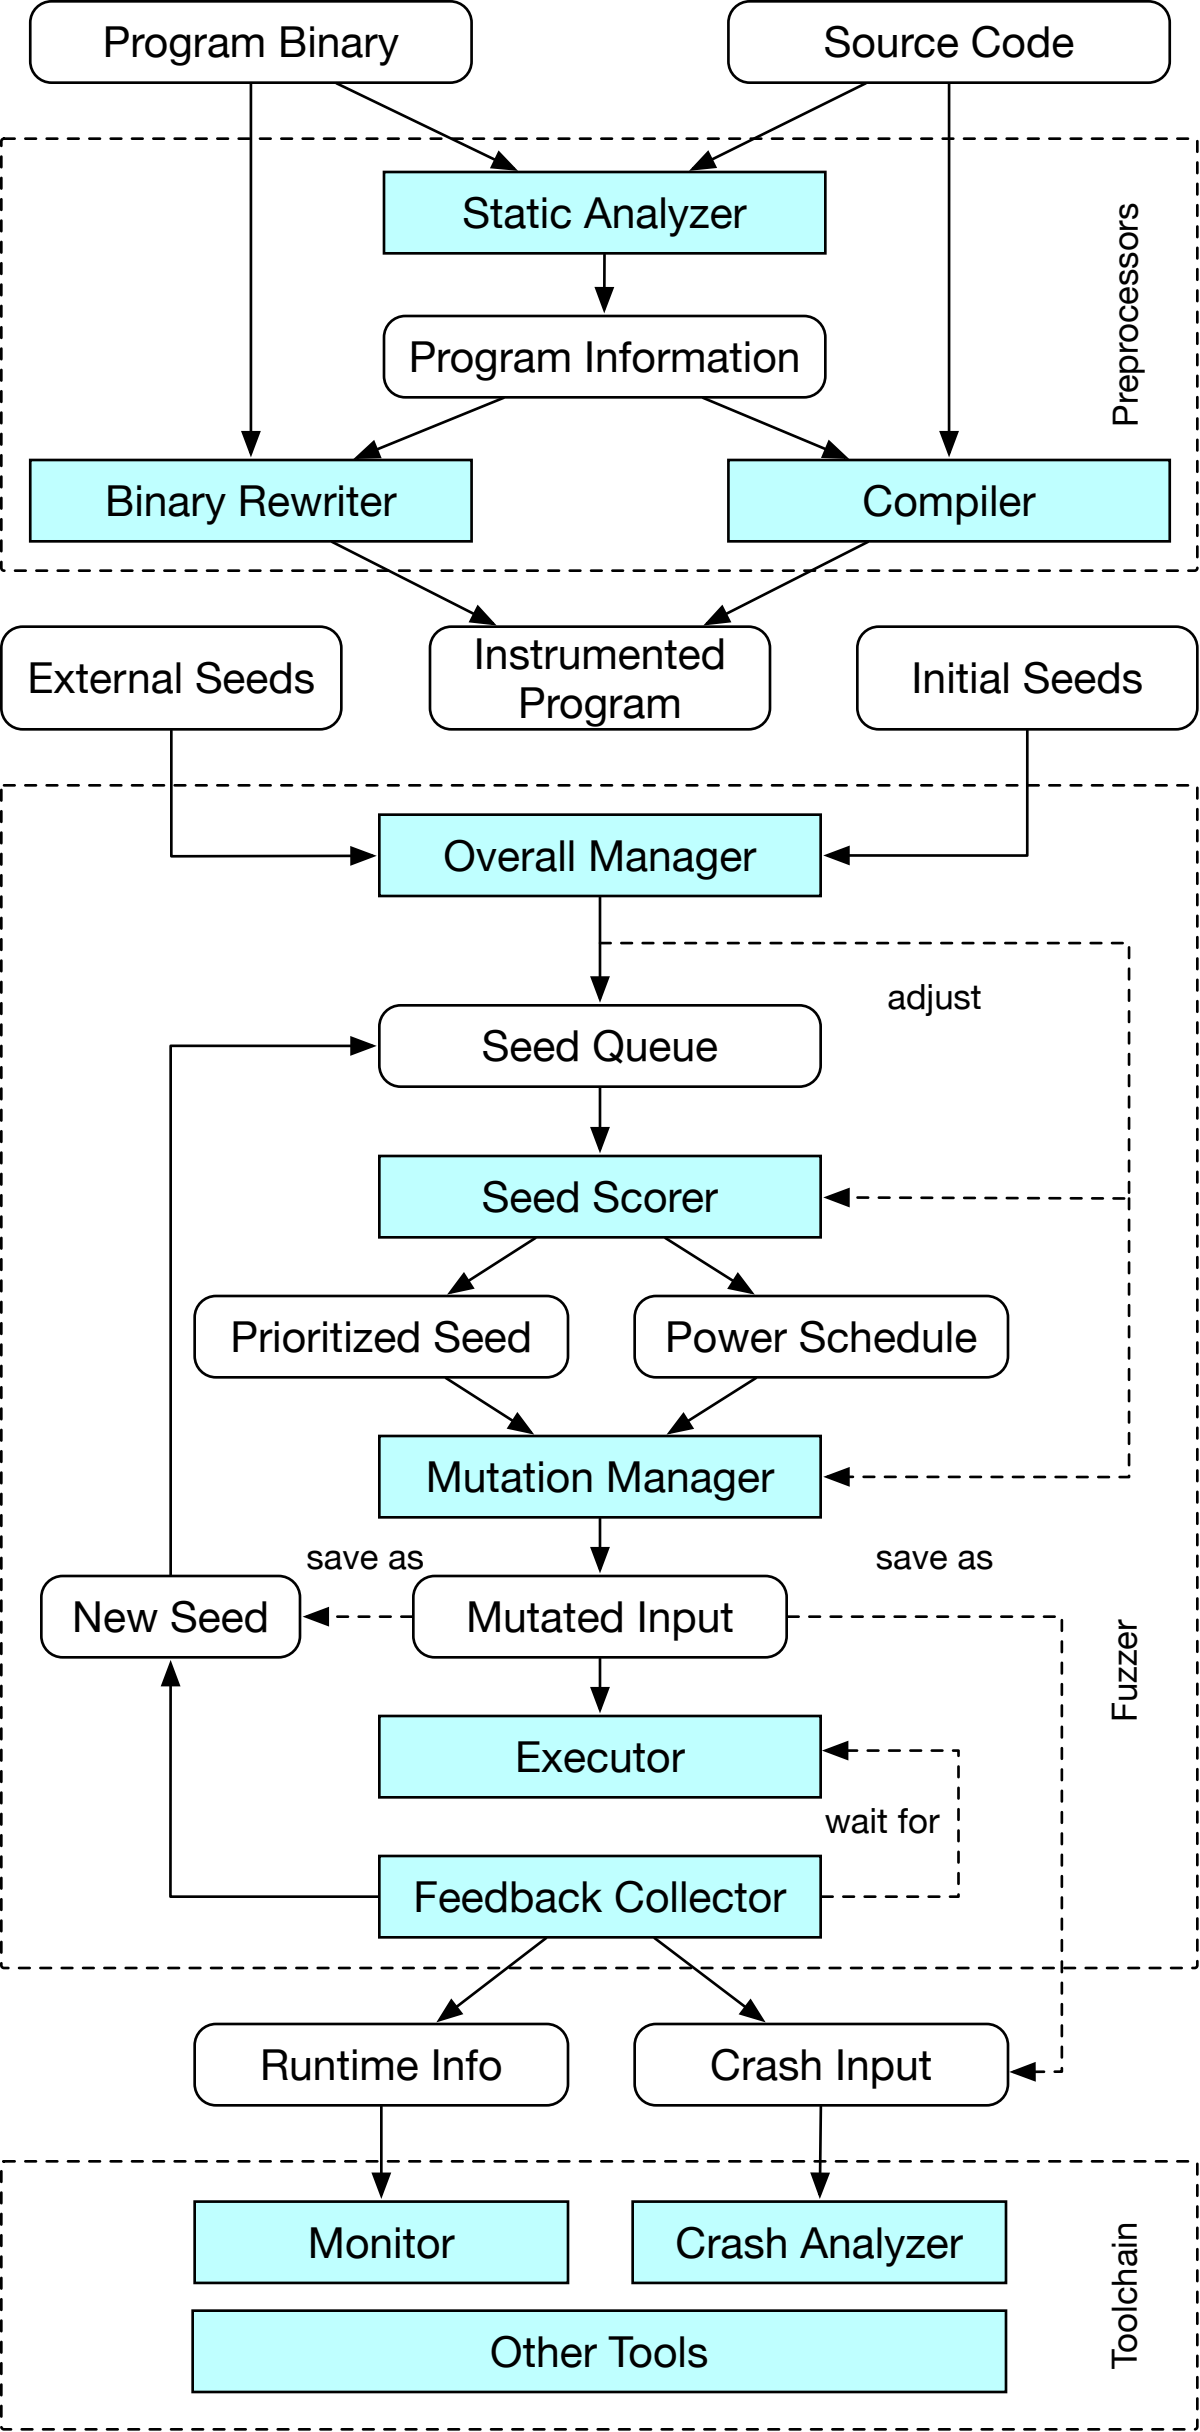 Program Binary
Source Code
Static Analyzer
Preprocessors
Program Information
Binary Rewriter
Compiler
External Seeds
Instrumented
Program
Initial Seeds
Overall Manager
adjust
Seed Queue
Seed Scorer
Prioritized Seed
Power Schedule
Mutation Manager
save as
save as
New Seed
Mutated Input
Fuzzer
Executor
wait for
Feedback Collector
Runtime Info
Crash Input
Monitor
Crash Analyzer
Toolchain
Other Tools